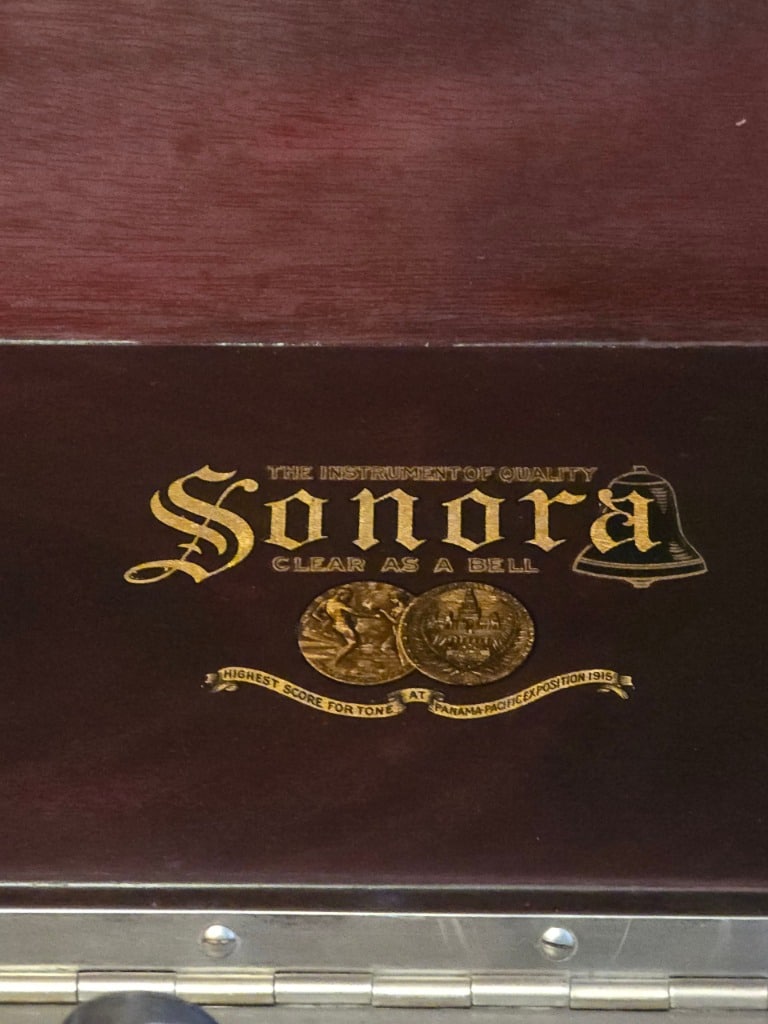 THE INSTRUMENT OF QUALITY
Sonora
CLEAR AS A BELL
HIGHEST SCORE FOR TONE AT PANAMA-PACIFIC EXPOSITION 1915